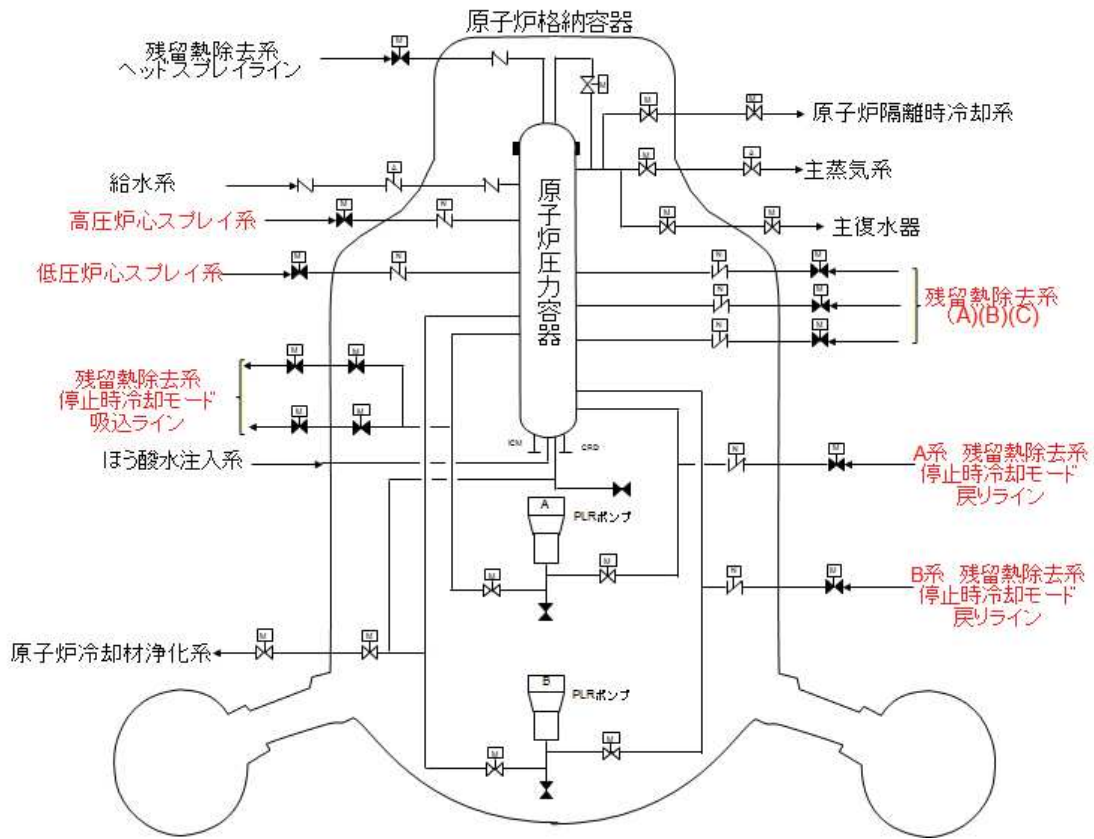 原子炉格納容器
残留熱除去系
ヘッドスプレイライン
原子炉隔離時冷却系
主蒸気系
主復水器
給水系
高圧炉心スプレイ系
低圧炉心スプレイ系
原子炉圧力容器
残留熱除去系
(A)(B)(C)
残留熱除去系
停止時冷却モード
吸込ライン
ほう酸水注入系
ICM
CRD
A系 残留熱除去系
停止時冷却モード
戻りライン
A
PLRポンプ
B系 残留熱除去系
停止時冷却モード
戻りライン
原子炉冷却材浄化系
B
PLRポンプ
M
M
M
M
M
A
A
M
M
M
N
M
N
N
M
N
M
N
M
M
M
M
M
N
M
M
M
N
M
M
M
M
M